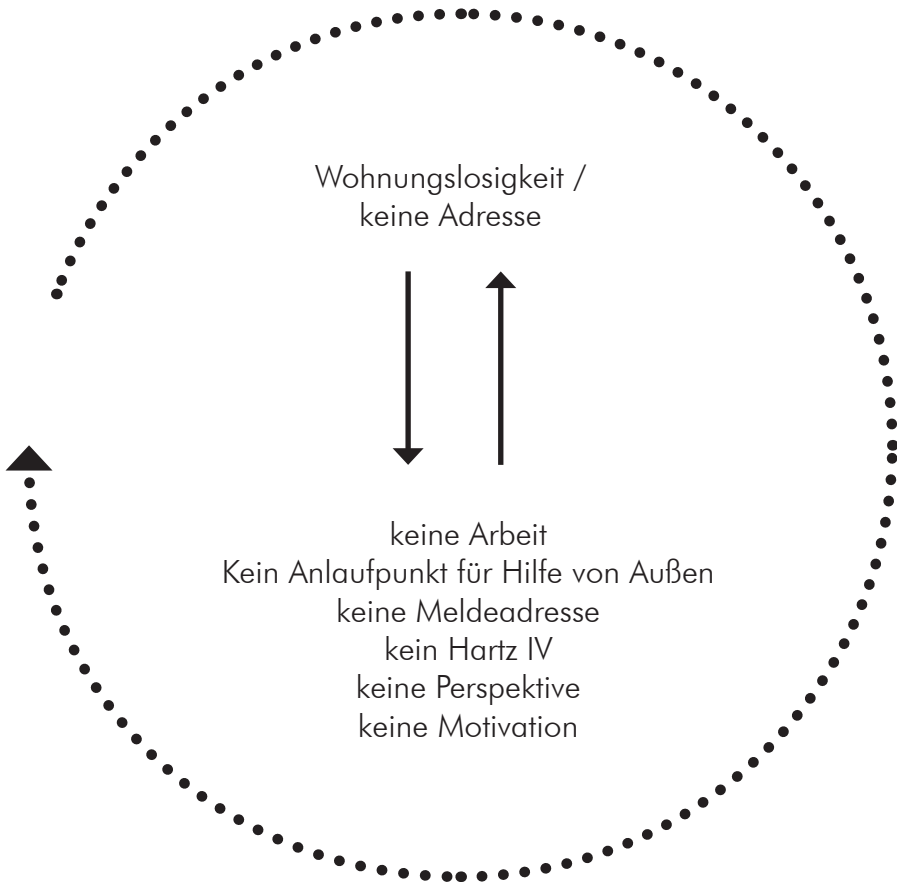 Wohnungslosigkeit /
keine Adresse
keine Arbeit
Kein Anlaufpunkt für Hilfe von Außen
keine Meldeadresse
kein Hartz IV
keine Perspektive
keine Motivation